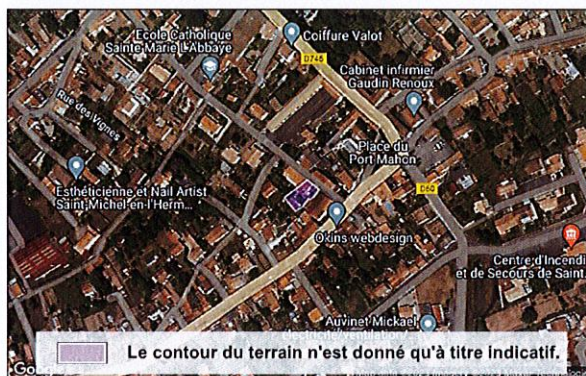 Ecole Catholique
Sainte Marie L'Abbaye
Coiffure Valot
D746
Cabinet infirmier
Gaudin Renoux
Rue des Vignes
Place du
Port Mahon
Esthéticienne et Nail Artist
Saint-Michel-en-l'Herm...
D60
Okins webdesign
Centre d'Incendi
et de Secours de Saint...
Auvinet Mickael
électricité/ventilation/
Google
Le contour du terrain n'est donné qu'à titre indicatif.